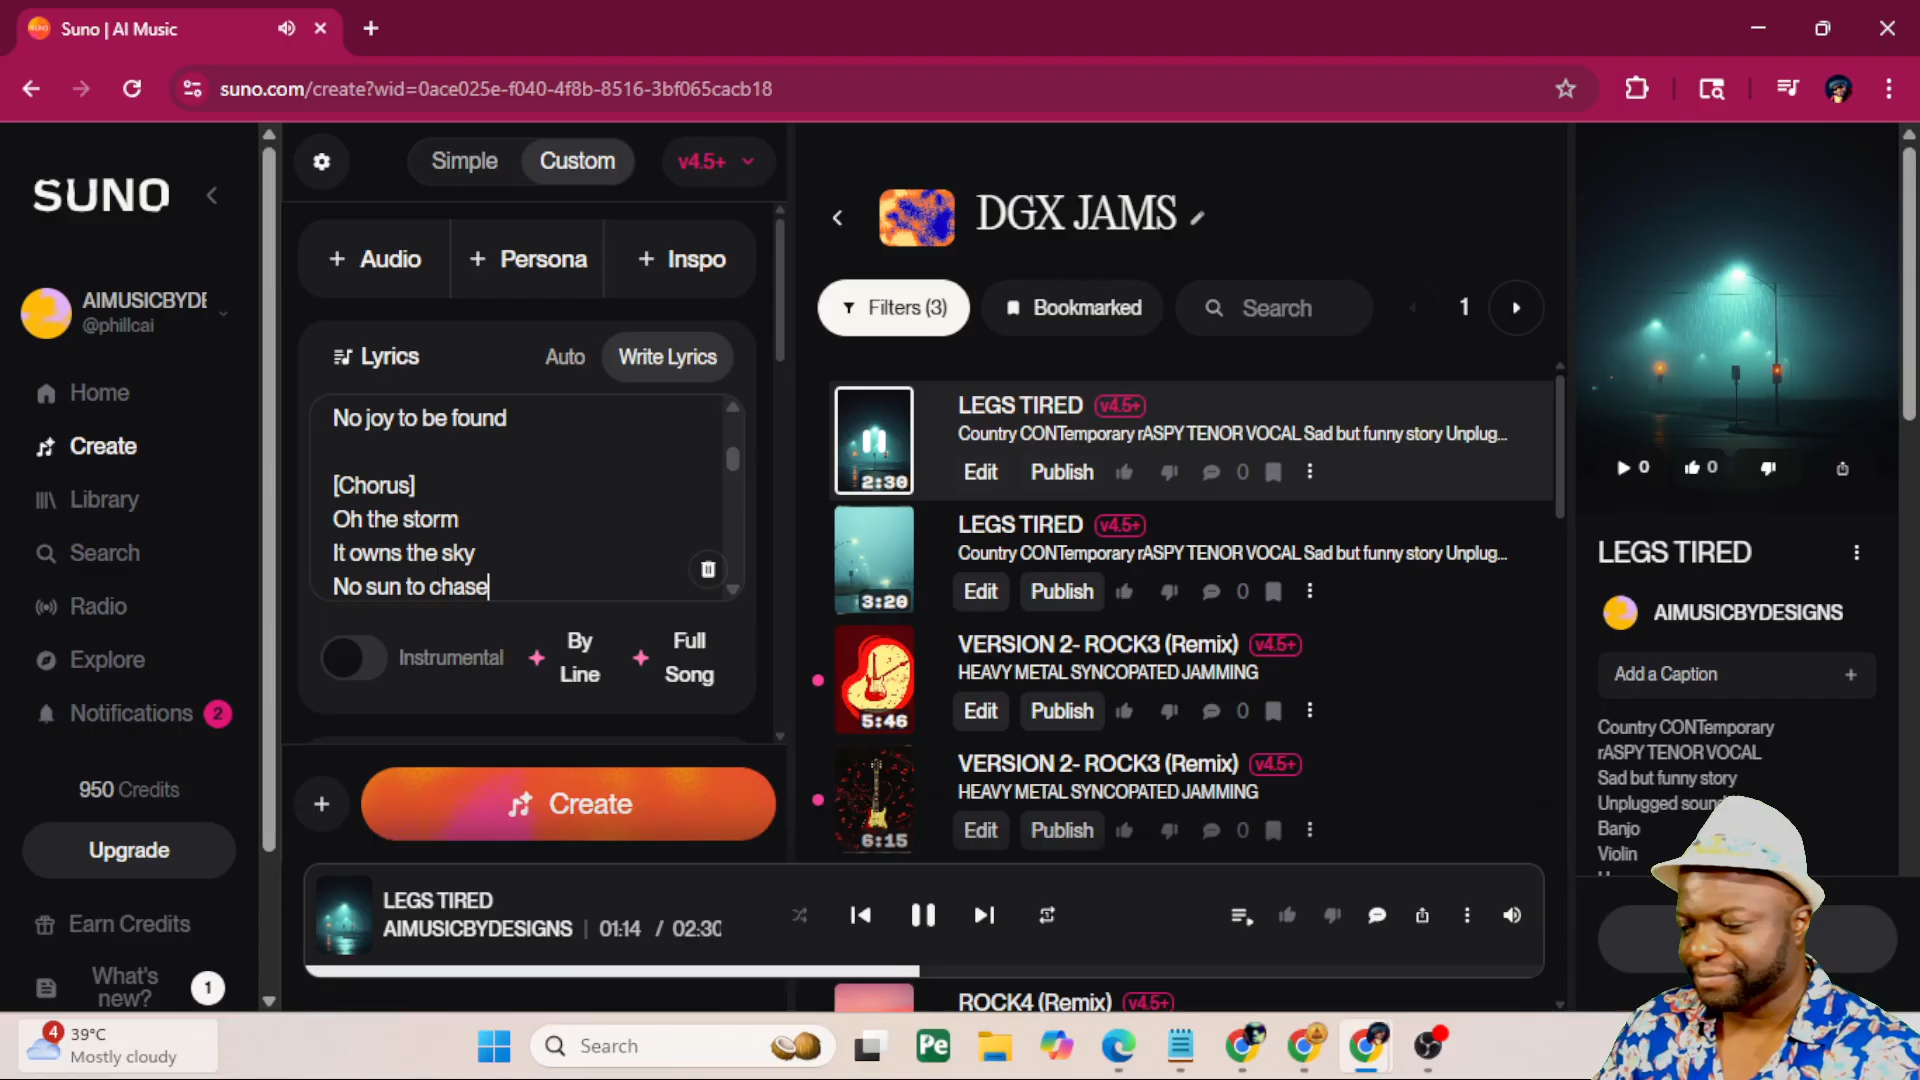 Suno | AI Music
suno.com/create?wid=0ace025e-f040-4f8b-8516-3bf065cacb18
SUNO
AIMUSICBYDE
@phillcai
Home
Create
Library
Search
Radio
Explore
Notifications 2
950 Credits
Upgrade
Earn Credits
What's new? 1
Simple
Custom
v4.5+
+ Audio
+ Persona
+ Inspo
Lyrics
Auto
Write Lyrics
No joy to be found
[Chorus]
Oh the storm
It owns the sky
No sun to chase
Instrumental
By Line
Full Song
+
Create
DGX JAMS
Filters (3)
Bookmarked
Search
1
LEGS TIRED v4.5+
Country CONTemporary rASPY TENOR VOCAL Sad but funny story Unplug...
2:30
Edit Publish 0
LEGS TIRED v4.5+
Country CONTemporary rASPY TENOR VOCAL Sad but funny story Unplug...
3:20
Edit Publish 0
VERSION 2- ROCK3 (Remix) v4.5+
HEAVY METAL SYNCOPATED JAMMING
5:46
Edit Publish 0
VERSION 2- ROCK3 (Remix) v4.5+
HEAVY METAL SYNCOPATED JAMMING
6:15
Edit Publish 0
ROCK4 (Remix) v4.5+
LEGS TIRED
AIMUSICBYDESIGNS | 01:14 / 02:30
0 0
LEGS TIRED
AIMUSICBYDESIGNS
Add a Caption +
Country CONTemporary
rASPY TENOR VOCAL
Sad but funny story
Unplugged
Banjo
Violin
4
39°C
Mostly cloudy
Search
Pe